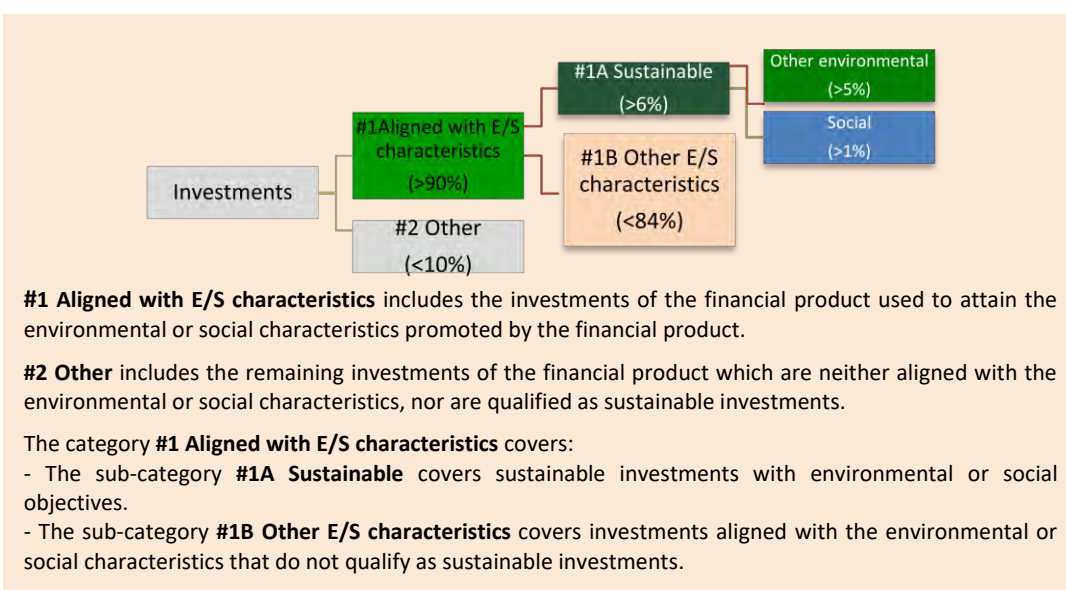 Investments
#1Aligned with E/S
characteristics
(>90%)
#2 Other
(<10%)
#1A Sustainable
(>6%)
#1B Other E/S
characteristics
(<84%)
Other environmental
(>5%)
Social
(>1%)
#1 Aligned with E/S characteristics includes the investments of the financial product used to attain the
environmental or social characteristics promoted by the financial product.
#2 Other includes the remaining investments of the financial product which are neither aligned with the
environmental or social characteristics, nor are qualified as sustainable investments.
The category #1 Aligned with E/S characteristics covers:
- The sub-category #1A Sustainable covers sustainable investments with environmental or social
objectives.
- The sub-category #1B Other E/S characteristics covers investments aligned with the environmental or
social characteristics that do not qualify as sustainable investments.